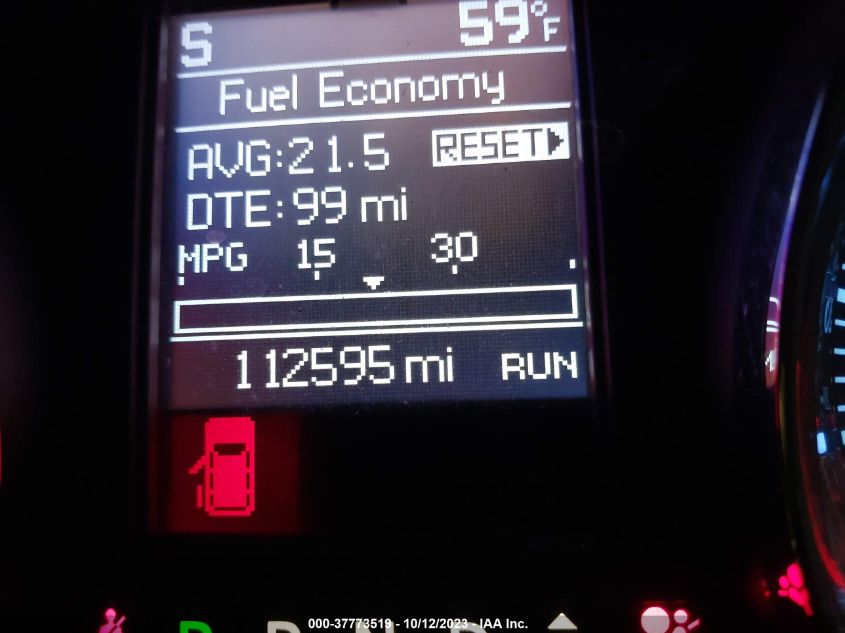 S 59°F
Fuel Economy
AVG:21.5 RESET
DTE:99 mi
MPG 15 30
112595 mi RUN
000-37773519 - 10/12/2023 - IAA Inc.